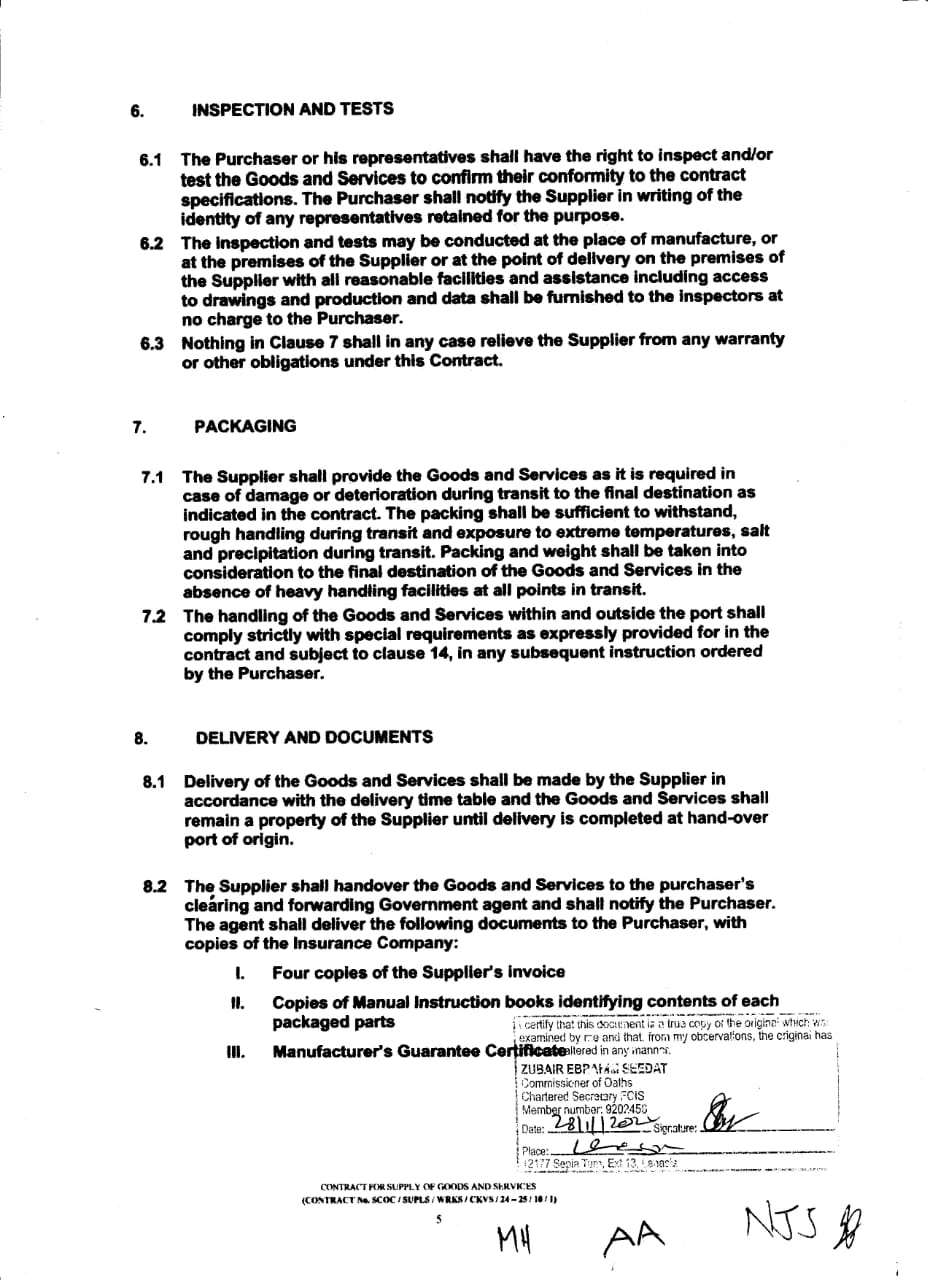 6. INSPECTION AND TESTS
6.1 The Purchaser or his representatives shall have the right to inspect and/or
test the Goods and Services to confirm their conformity to the contract
specifications. The Purchaser shall notify the Supplier in writing of the
identity of any representatives retained for the purpose.
6.2 The inspection and tests may be conducted at the place of manufacture, or
at the premises of the Supplier or at the point of delivery on the premises of
the Supplier with all reasonable facilities and assistance including access
to drawings and production and data shall be furnished to the inspectors at
no charge to the Purchaser.
6.3 Nothing in Clause 7 shall in any case relieve the Supplier from any warranty
or other obligations under this Contract.
7. PACKAGING
7.1 The Supplier shall provide the Goods and Services as it is required in
case of damage or deterioration during transit to the final destination as
indicated in the contract. The packing shall be sufficient to withstand,
rough handling during transit and exposure to extreme temperatures, salt
and precipitation during transit. Packing and weight shall be taken into
consideration to the final destination of the Goods and Services in the
absence of heavy handling facilities at all points in transit.
7.2 The handling of the Goods and Services within and outside the port shall
comply strictly with special requirements as expressly provided for in the
contract and subject to clause 14, in any subsequent instruction ordered
by the Purchaser.
8. DELIVERY AND DOCUMENTS
8.1 Delivery of the Goods and Services shall be made by the Supplier in
accordance with the delivery time table and the Goods and Services shall
remain a property of the Supplier until delivery is completed at hand-over
port of origin.
8.2 The Supplier shall handover the Goods and Services to the purchaser's
clearing and forwarding Government agent and shall notify the Purchaser.
The agent shall deliver the following documents to the Purchaser, with
copies of the Insurance Company:
I. Four copies of the Supplier's invoice
II. Copies of Manual Instruction books identifying contents of each
packaged parts
III. Manufacturer's Guarantee Certificate
I certify that this document is a true copy of the original which was
examined by me and that, from my observations, the original has
altered in any manner.
ZUBAIR EBRAHIM SEEDAT
Commissioner of Oaths
Chartered Secretary FCIS
Member number: 9202456
Date: 28/11/202 Signature:
Place: Lenasia
12177 Sepia Turn, Ext 13, Lenasia
CONTRACT FOR SUPPLY OF GOODS AND SERVICES
(CONTRACT No. SCOC / SUPLS / WRKS / CKVS / 24 – 25 / 10 / 1)
5
MH AA NJS